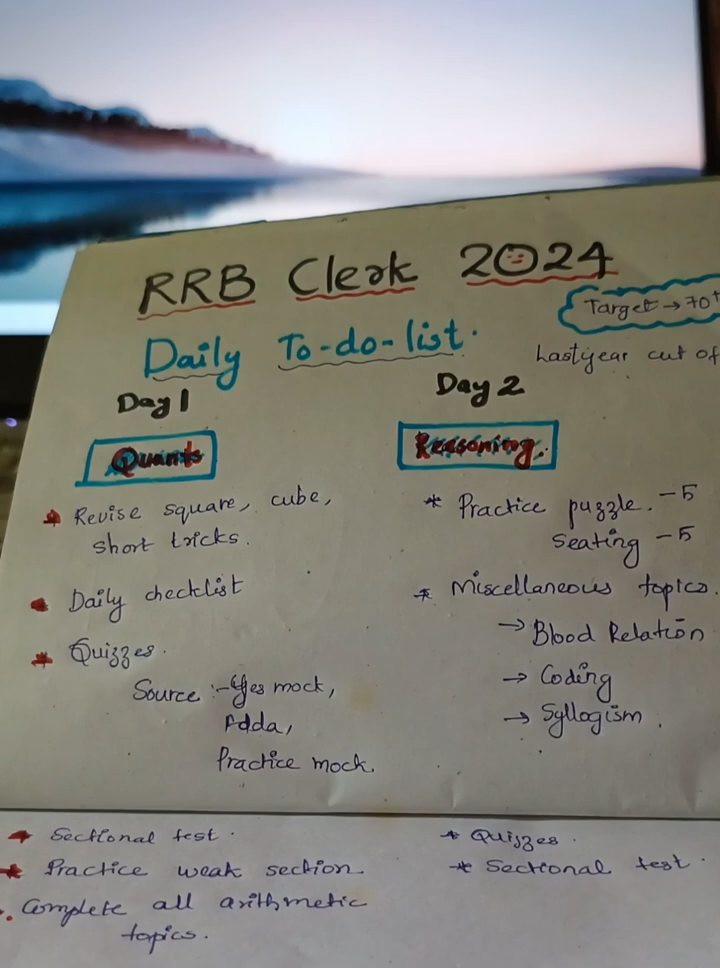 RRB Clerk 2024
Target → 70+
Daily To-do-list.
Last year cut of
Day 1
Quants
* Revise square, cube,
short tricks.
* Daily checklist
* Quizzes.
Source :- Yes mock,
Adda,
Practice mock.
* Sectional test.
* Practice weak section.
. Complete all arithmetic
topics.
Day 2
Reasoning.
* Practice puzzle. - 5
Seating - 5
* Miscellaneous topics.
→ Blood Relation
→ Coding
→ Syllogism.
* Quizzes.
* Sectional test.